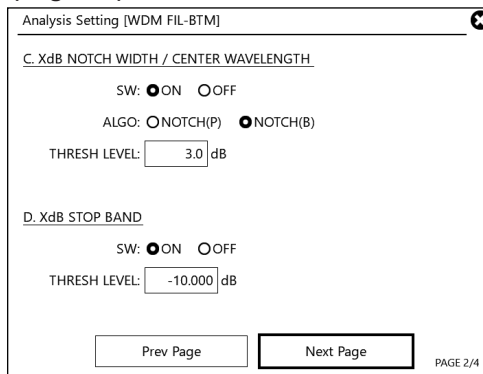 Analysis Setting [WDM FIL-BTM]
C. XdB NOTCH WIDTH / CENTER WAVELENGTH
SW: ON OFF
ALGO: NOTCH(P) NOTCH(B)
THRESH LEVEL: 3.0 dB
D. XdB STOP BAND
SW: ON OFF
THRESH LEVEL: -10.000 dB
Prev Page Next Page PAGE 2/4